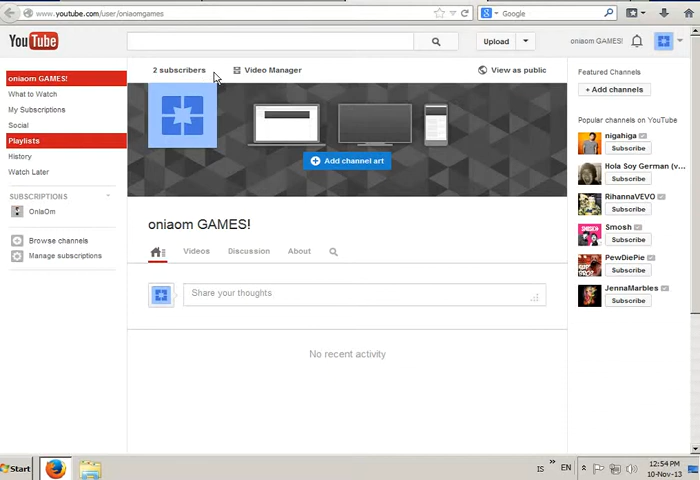 www.youtube.com/user/oniaomgames
Google
You Tube
Upload
oniaom GAMES!
2 subscribers
Video Manager
View as public
oniaom GAMES!
What to Watch
My Subscriptions
Social
Playlists
History
Watch Later
SUBSCRIPTIONS
OnlaOm
Browse channels
Manage subscriptions
Add channel art
oniaom GAMES!
Videos
Discussion
About
Share your thoughts
No recent activity
Featured Channels
+ Add channels
Popular channels on YouTube
nigahiga
Subscribe
Hola Soy German (v...
Subscribe
RihannaVEVO
Subscribe
Smosh
Subscribe
PewDiePie
Subscribe
JennaMarbles
Subscribe
Start
IS
EN
12:54 PM
10-Nov-13